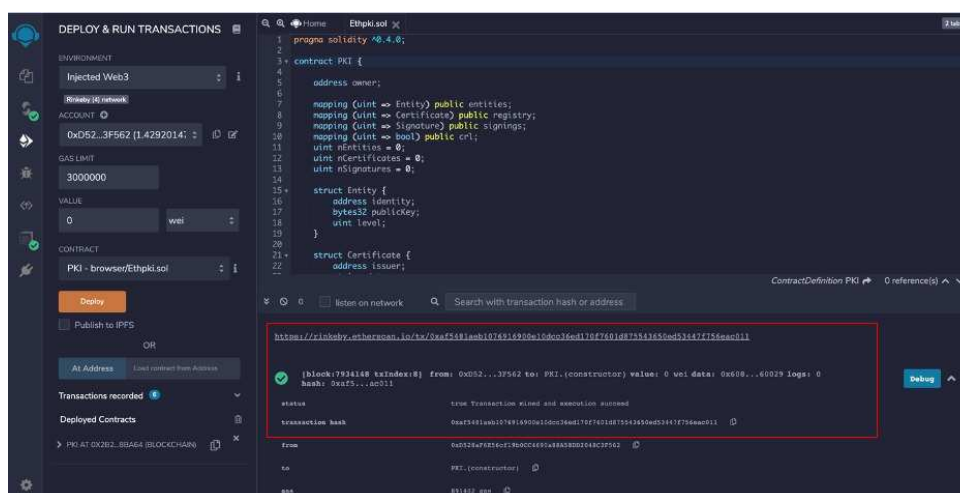 DEPLOY & RUN TRANSACTIONS
ENVIRONMENT
Injected Web3
Rinkeby (4) network
ACCOUNT
0xD52...3F562 (1.4292014
GAS LIMIT
3000000
VALUE
0 wei
CONTRACT
PKI - browser/Ethpki.sol
Deploy
Publish to IPFS
OR
At Address Load contract from Address
Transactions recorded 6
Deployed Contracts
PKI AT 0X2B2...8BA64 (BLOCKCHAIN)
Home Ethpki.sol
1 pragma solidity ^0.4.0;
2
3 contract PKI {
4
5 address owner;
6
7 mapping (uint => Entity) public entities;
8 mapping (uint => Certificate) public registry;
9 mapping (uint => Signature) public signings;
10 mapping (uint => bool) public crl;
11 uint nEntities = 0;
12 uint nCertificates = 0;
13 uint nSignatures = 0;
14
15 struct Entity {
16 address identity;
17 bytes32 publicKey;
18 uint level;
19 }
20
21 struct Certificate {
22 address issuer;
ContractDefinition PKI 0 reference(s)
0 listen on network Search with transaction hash or address
[block:7934148 txIndex:8] from: 0xD52...3F562 to: PKI.(constructor) value: 0 wei data: 0x608...60029 logs: 0
hash: 0xaf5...ac011
Debug
status true Transaction mined and execution succeed
transaction hash
from
to PKI.(constructor)
gas